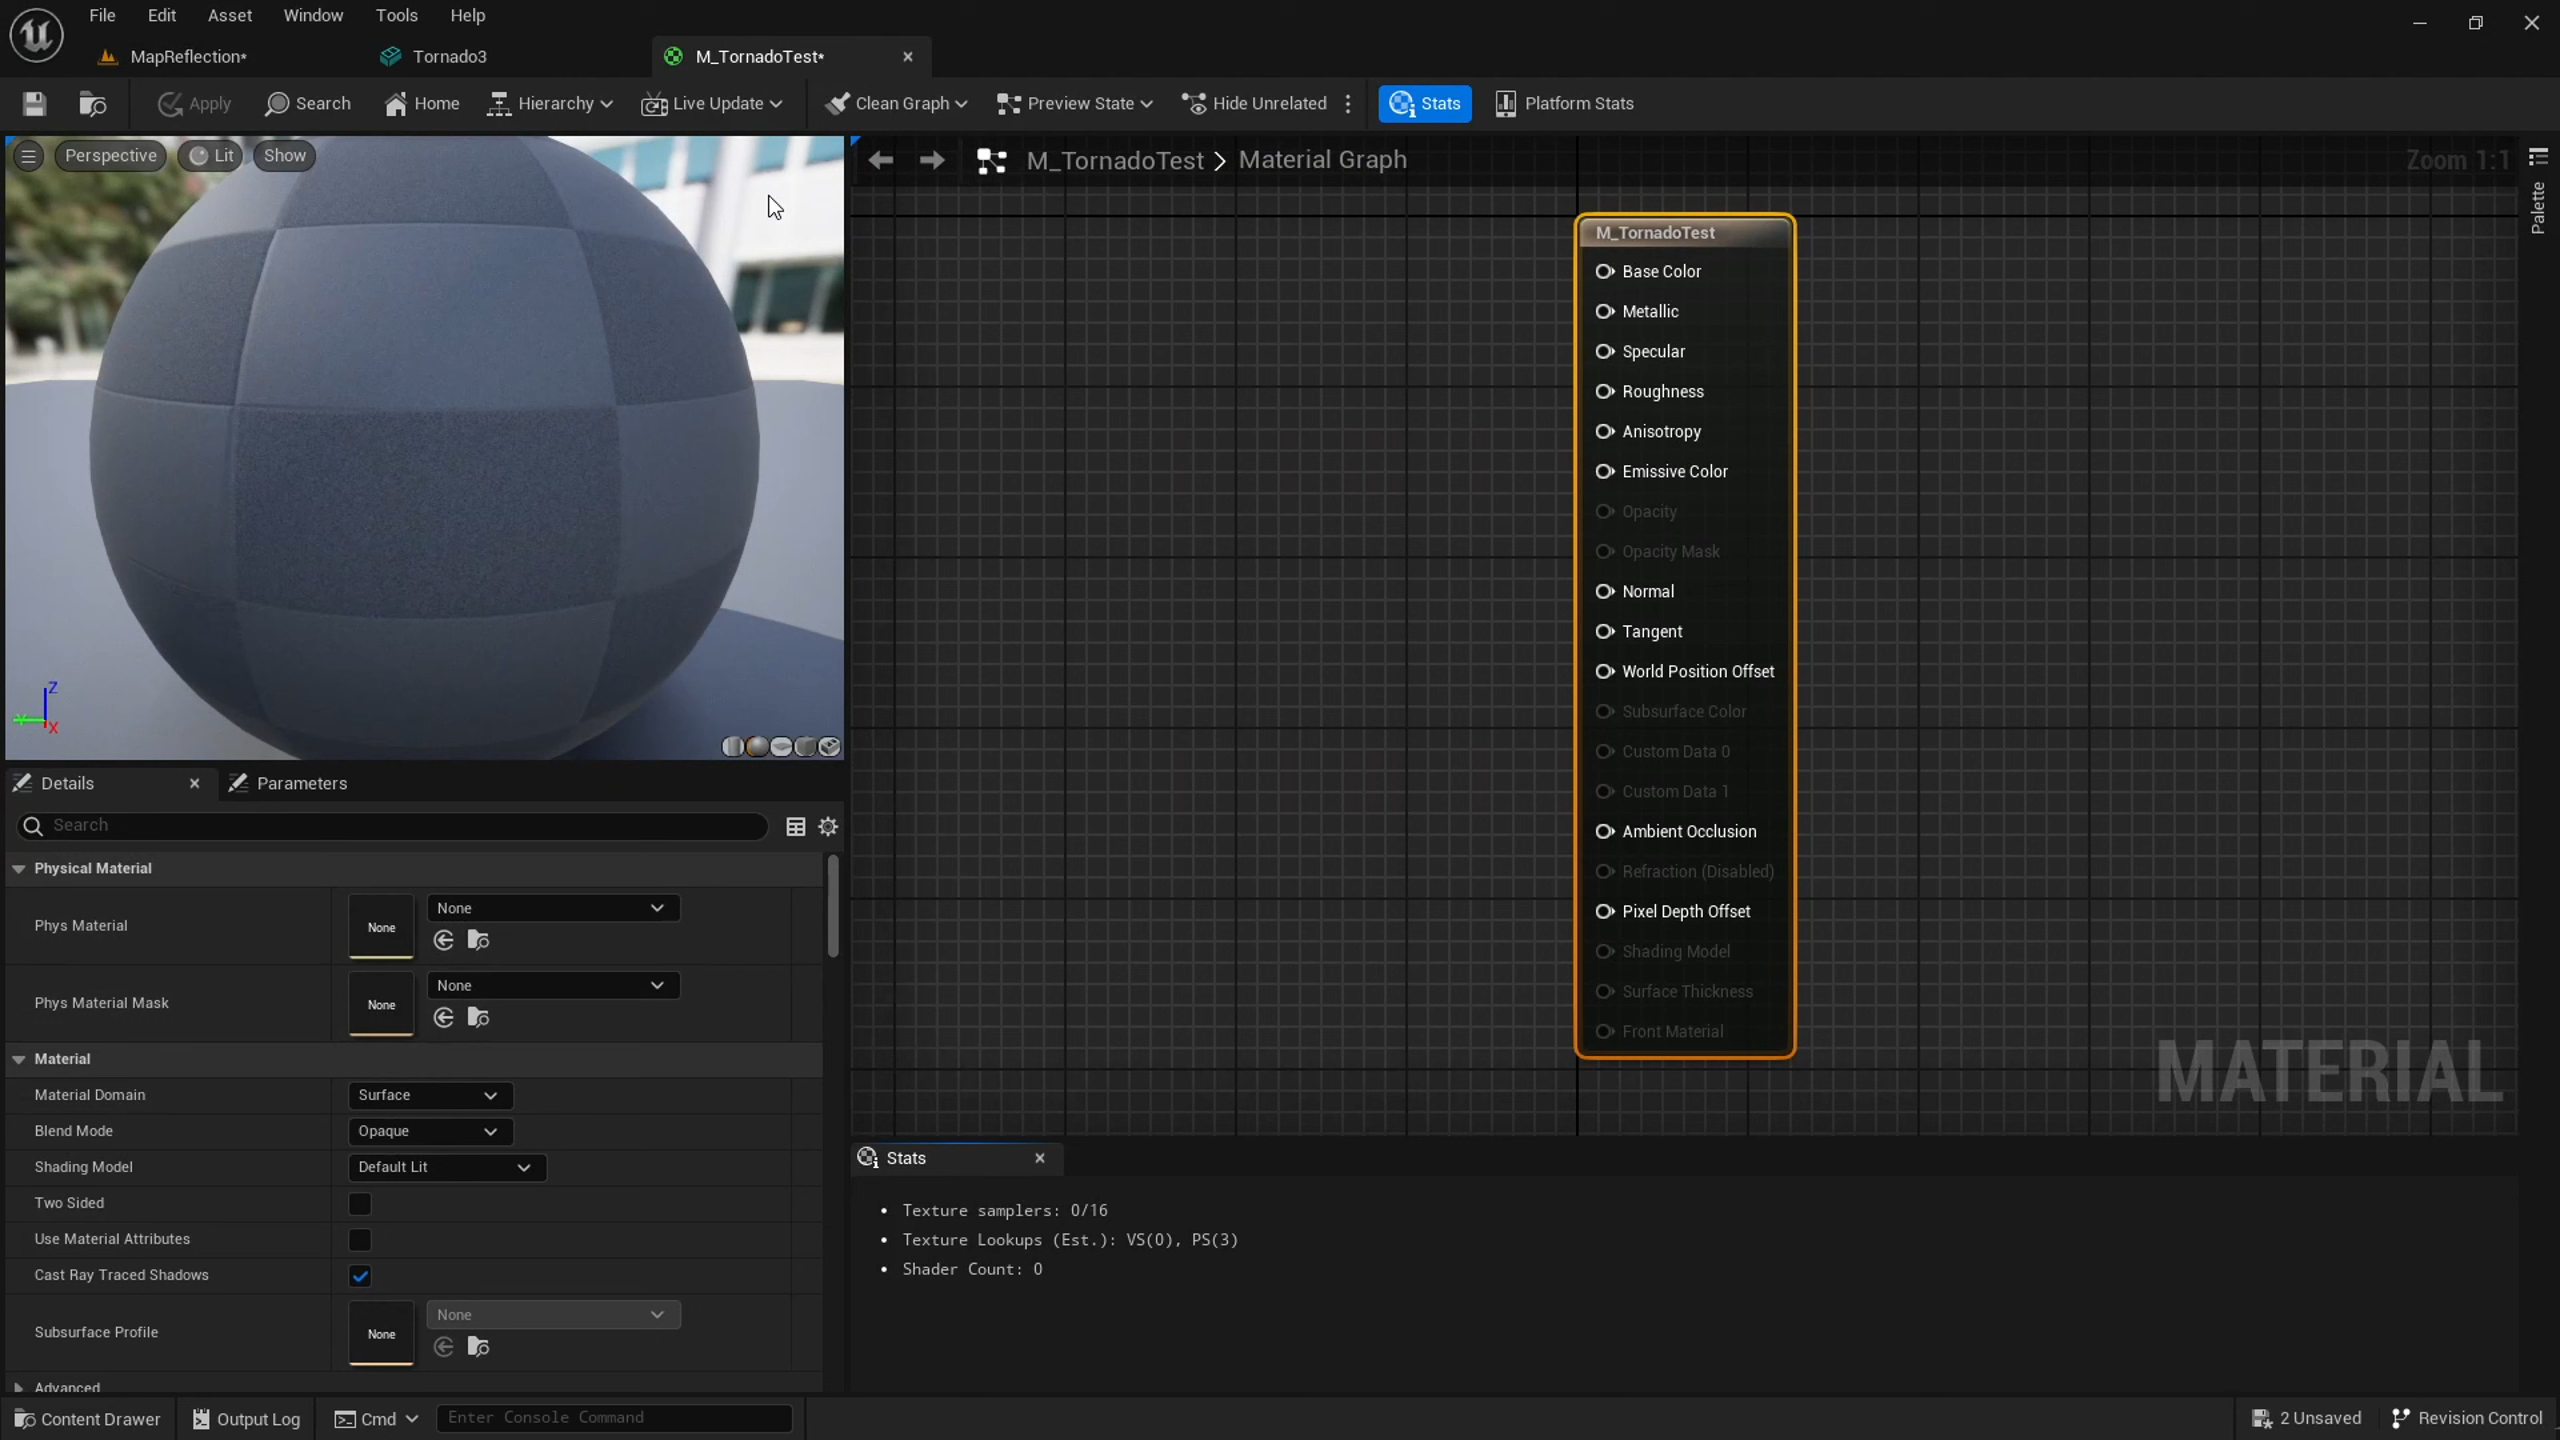 File Edit Asset Window Tools Help
MapReflection* Tornado3 M_TornadoTest*
Apply Search Home Hierarchy Live Update Clean Graph Preview State Hide Unrelated Stats Platform Stats
Perspective Lit Show
M_TornadoTest > Material Graph
Zoom 1:1
Palette
M_TornadoTest
Base Color
Metallic
Specular
Roughness
Anisotropy
Emissive Color
Opacity
Opacity Mask
Normal
Tangent
World Position Offset
Subsurface Color
Custom Data 0
Custom Data 1
Ambient Occlusion
Refraction (Disabled)
Pixel Depth Offset
Shading Model
Surface Thickness
Front Material
MATERIAL
Z
Y
X
Details Parameters
Search
Physical Material
Phys Material None None
Phys Material Mask None None
Material
Material Domain Surface
Blend Mode Opaque
Shading Model Default Lit
Two Sided
Use Material Attributes
Cast Ray Traced Shadows
Subsurface Profile None None
Advanced
Stats
• Texture samplers: 0/16
• Texture Lookups (Est.): VS(0), PS(3)
• Shader Count: 0
Content Drawer Output Log Cmd Enter Console Command 2 Unsaved Revision Control